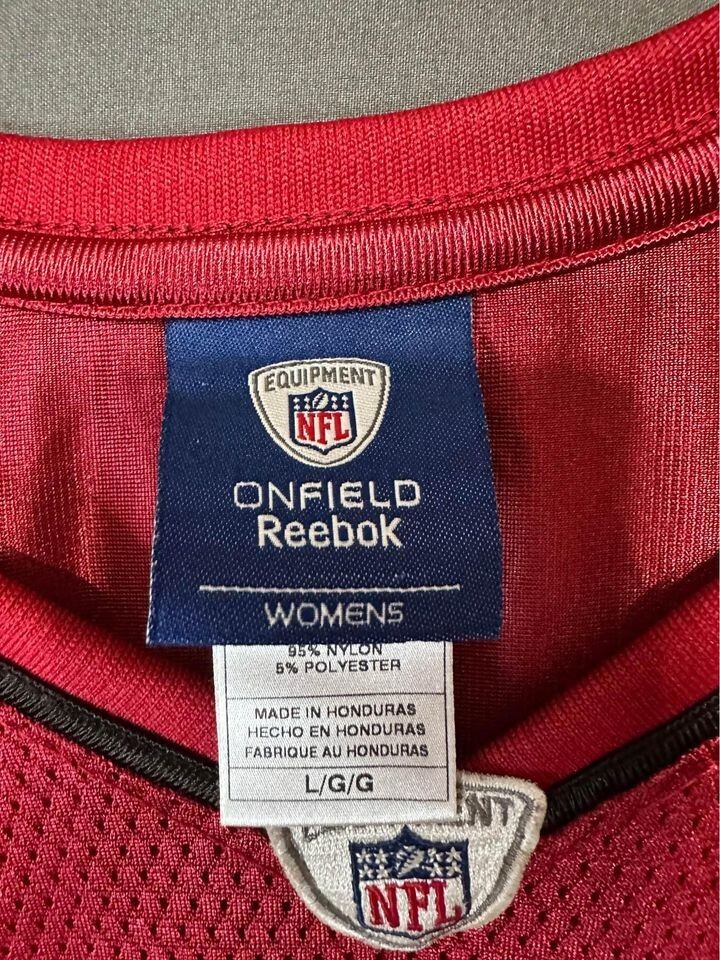 EQUIPMENT
NFL
ONFIELD
Reebok
WOMENS
95% NYLON
5% POLYESTER
MADE IN HONDURAS
HECHO EN HONDURAS
FABRIQUE AU HONDURAS
L/G/G
NT
NFL